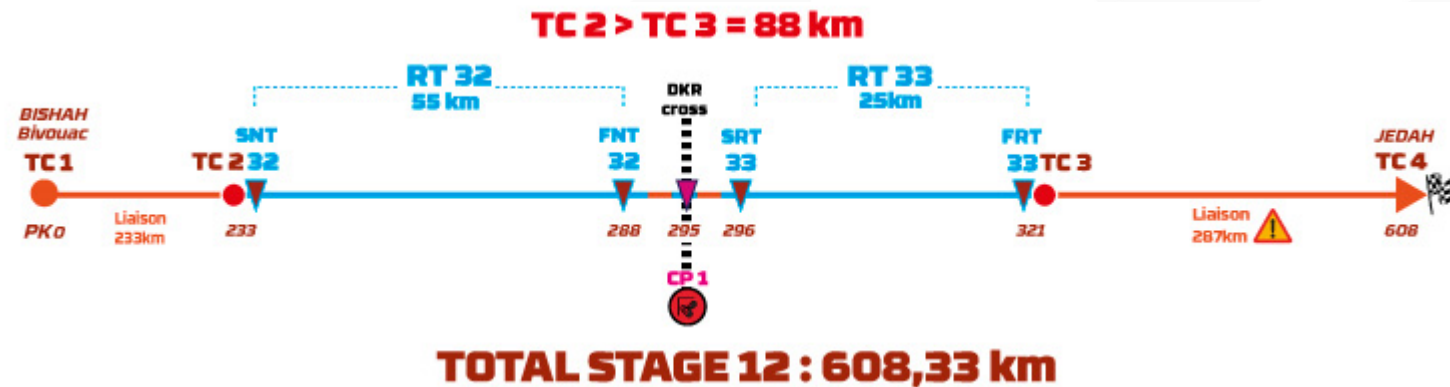 TC 2 > TC 3 = 88 km
RT 32
55 km
RT 33
25km
DKR
cross
BISHAH
Bivouac
TC 1
PK0
Liaison
233km
TC 2
SNT
32
233
FNT
32
288
295
CP 1
SRT
33
296
FRT
33
TC 3
321
Liaison
287km
JEDAH
TC 4
608
TOTAL STAGE 12 : 608,33 km